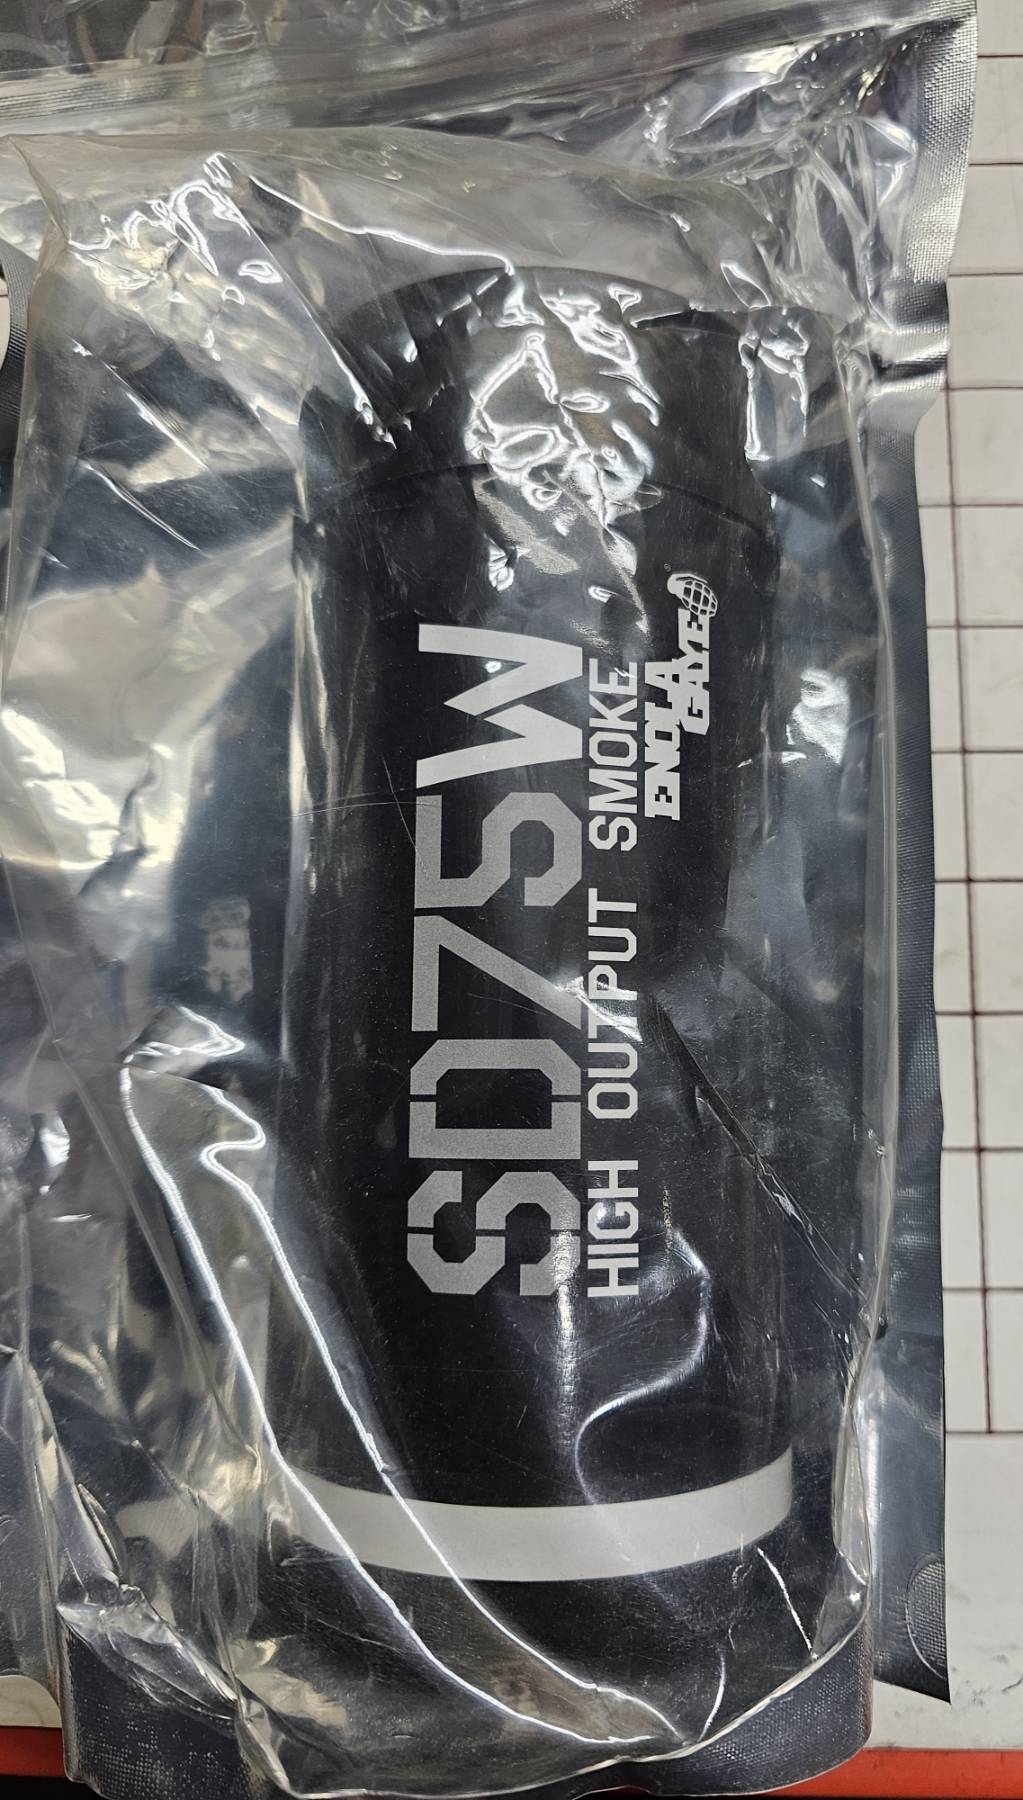 SD75W
HIGH OUTPUT SMOKE
ENOLA
GAYE
®